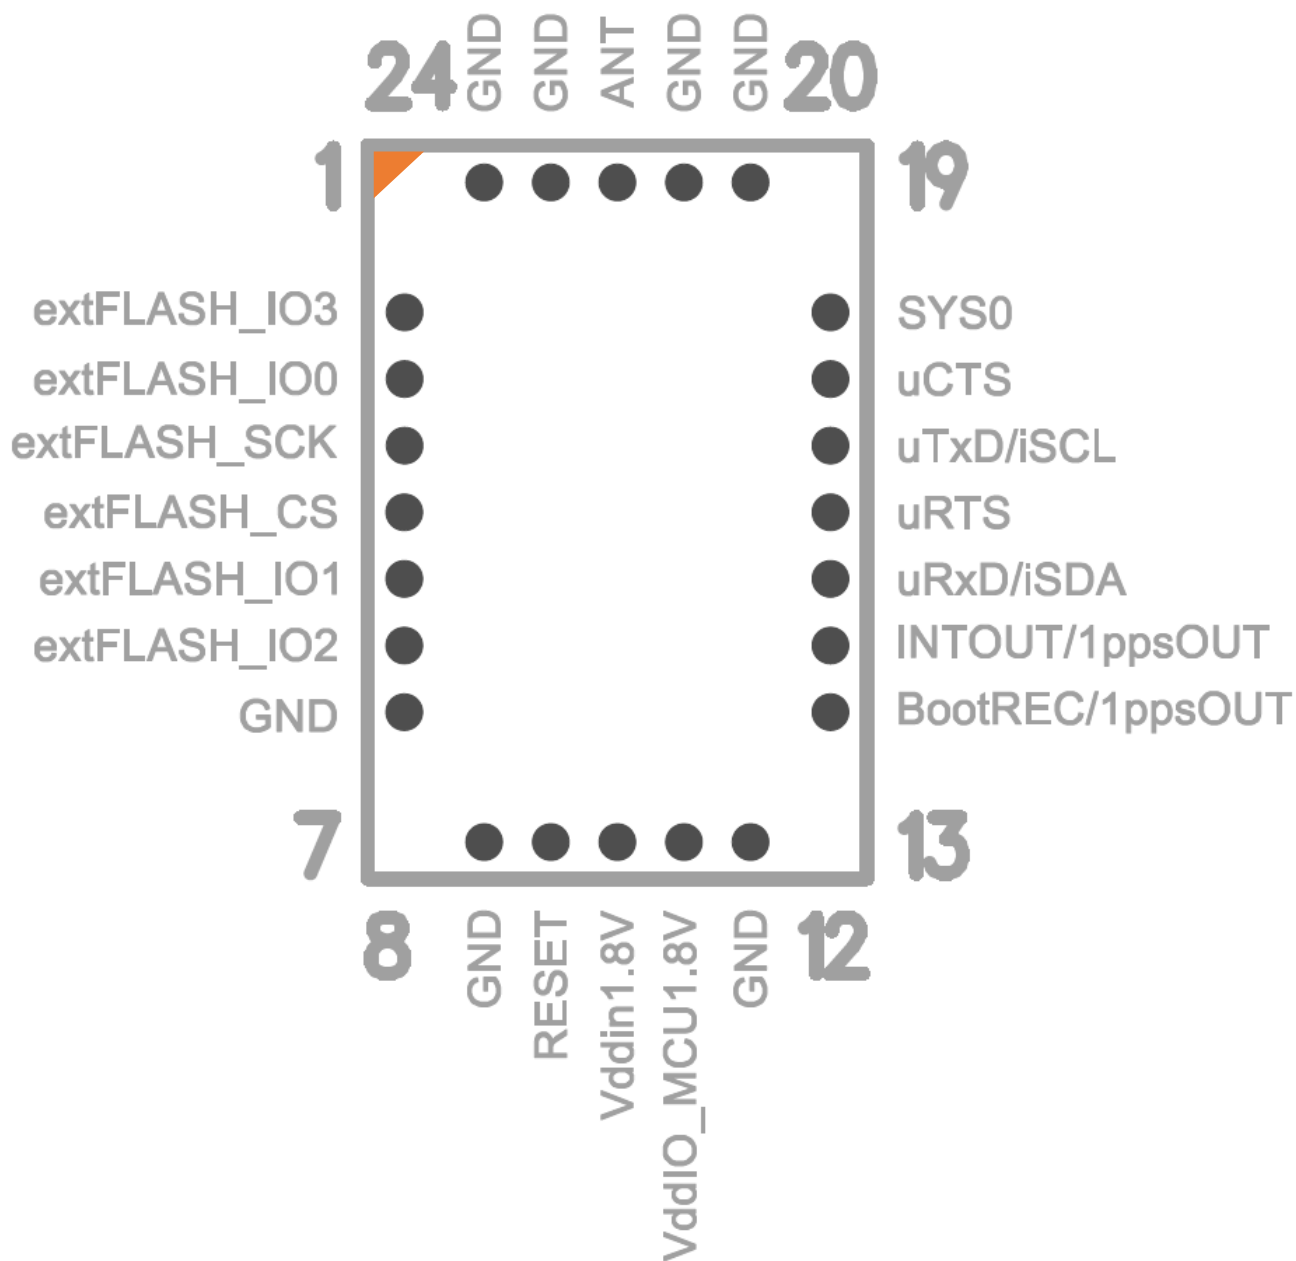 24
GND
GND
ANT
GND
GND
20
1
19
extFLASH_IO3
extFLASH_IO0
extFLASH_SCK
extFLASH_CS
extFLASH_IO1
extFLASH_IO2
GND
SYS0
uCTS
uTxD/iSCL
uRTS
uRxD/iSDA
INTOUT/1ppsOUT
BootREC/1ppsOUT
7
13
8
GND
RESET
Vddin1.8V
VddIO_MCU1.8V
GND
12